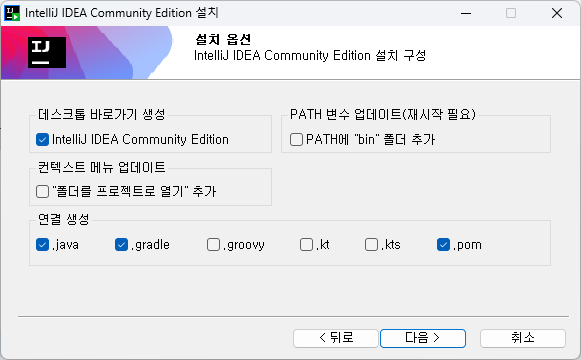 IntelliJ IDEA Community Edition 설치
IJ
설치 옵션
IntelliJ IDEA Community Edition 설치 구성
데스크톱 바로가기 생성
PATH 변수 업데이트(재시작 필요)
IntelliJ IDEA Community Edition
PATH에 "bin" 폴더 추가
컨텍스트 메뉴 업데이트
"폴더를 프로젝트로 열기" 추가
연결 생성
.java .gradle .groovy .kt .kts .pom
< 뒤로 다음 > 취소